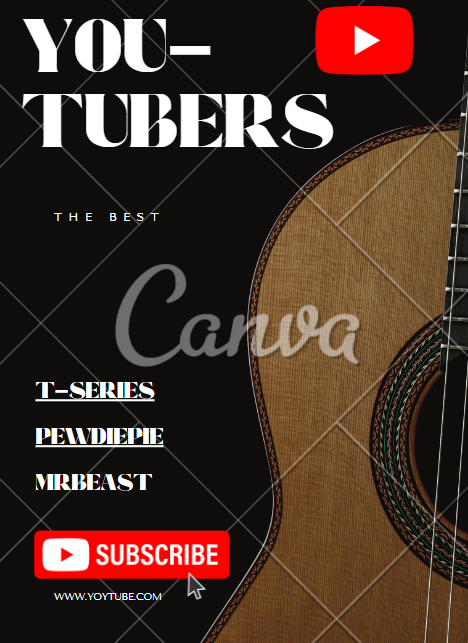 YOU–
TUBERS
THE BEST
Canva
T–SERIES
PEWDIEPIE
MRBEAST
SUBSCRIBE
WWW.YOYTUBE.COM